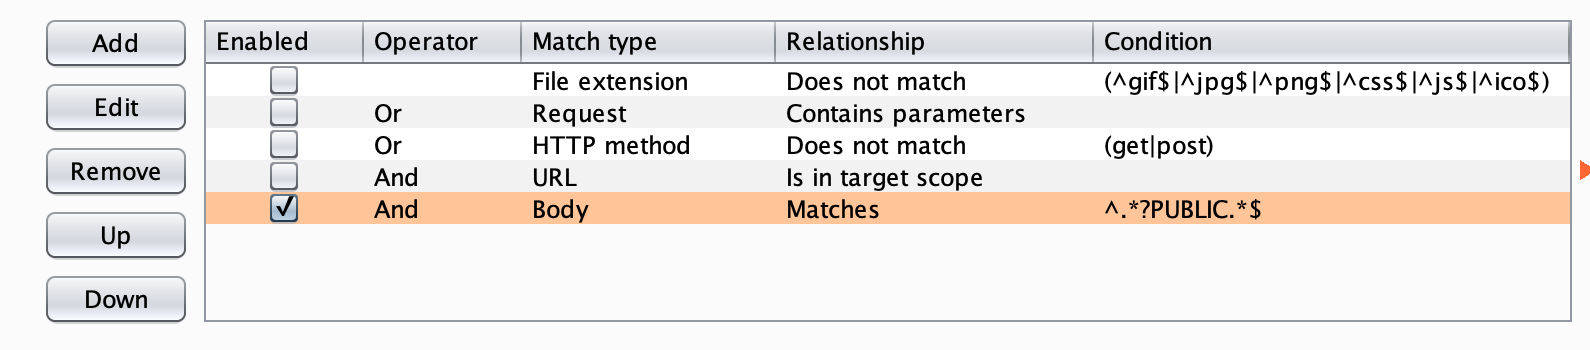 Add
Edit
Remove
Up
Down
Enabled Operator Match type Relationship Condition
File extension Does not match (^gif$|^jpg$|^png$|^css$|^js$|^ico$)
Or Request Contains parameters
Or HTTP method Does not match (get|post)
And URL Is in target scope
And Body Matches ^.*?PUBLIC.*$